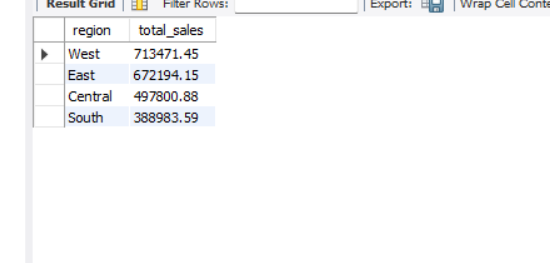 Result Grid Filter Rows: Export: Wrap Cell Conte
region total_sales
West 713471.45
East 672194.15
Central 497800.88
South 388983.59